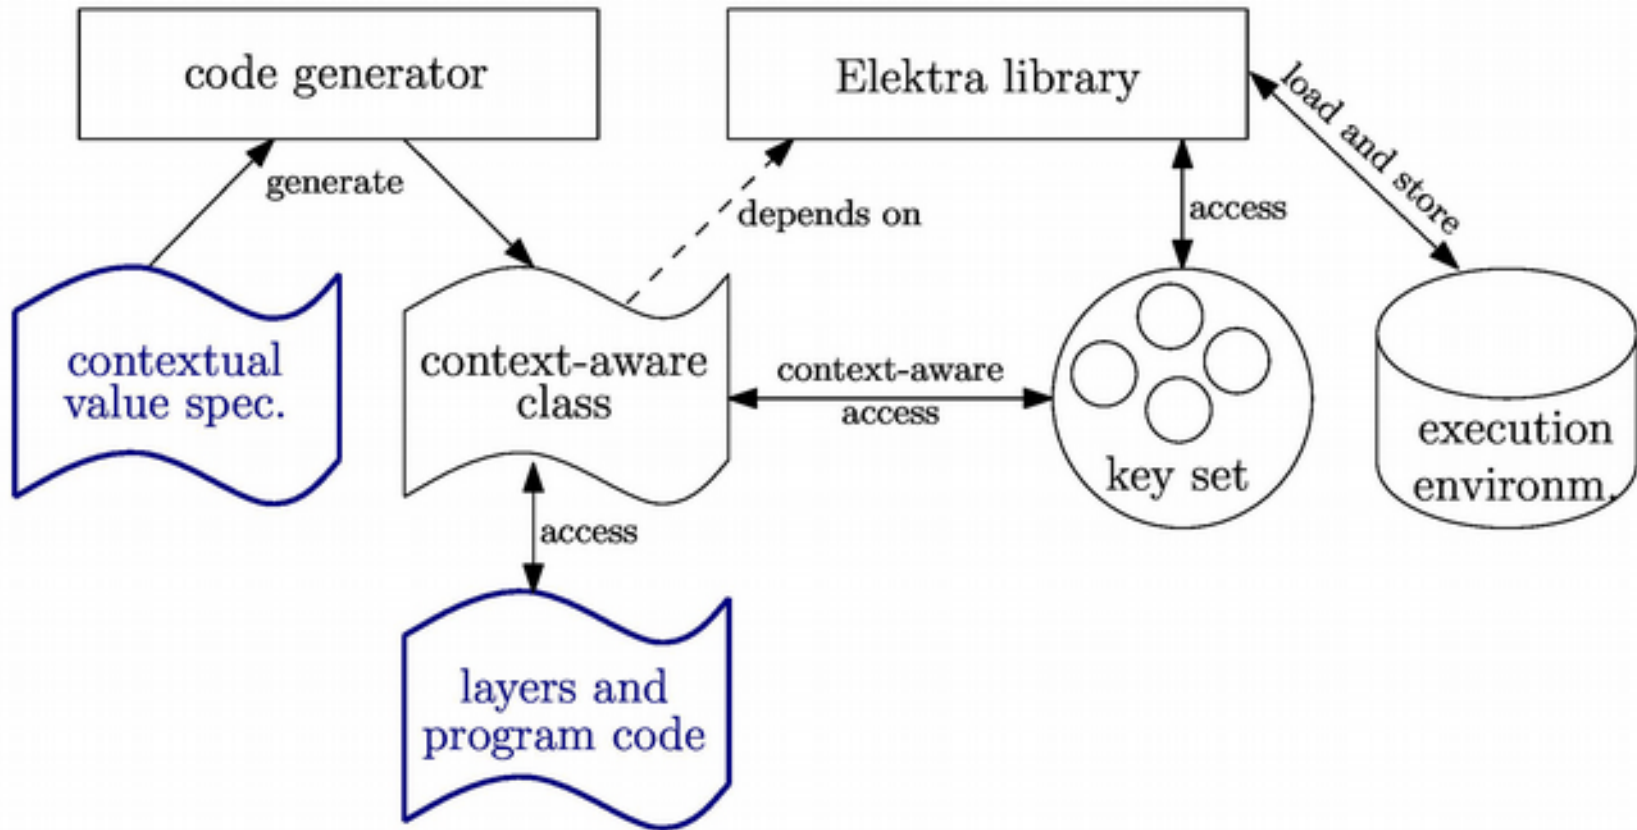 code generator
Elektra library
load and store
generate
depends on
access
contextual
value spec.
context-aware
class
context-aware
access
key set
execution
environm.
access
layers and
program code